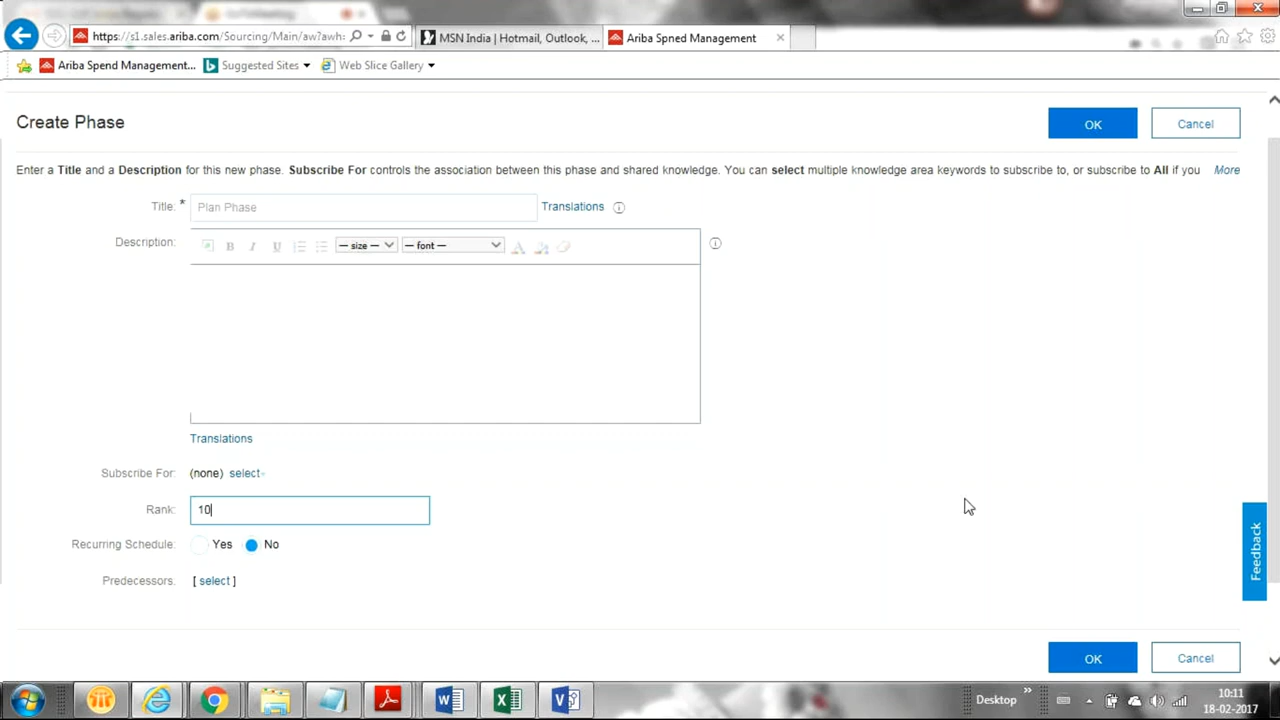 https://s1.sales.ariba.com/Sourcing/Main/aw?awh:
MSN India | Hotmail, Outlook, ...
Ariba Spned Management
Ariba Spend Management...
Suggested Sites
Web Slice Gallery
Create Phase
OK
Cancel
Enter a Title and a Description for this new phase. Subscribe For controls the association between this phase and shared knowledge. You can select multiple knowledge area keywords to subscribe to, or subscribe to All if you More
Title: * Plan Phase Translations
Description: B I U — size — — font —
Translations
Subscribe For: (none) select
Rank: 10
Recurring Schedule: Yes No
Predecessors: [ select ]
Feedback
OK
Cancel
Desktop
10:11
18-02-2017